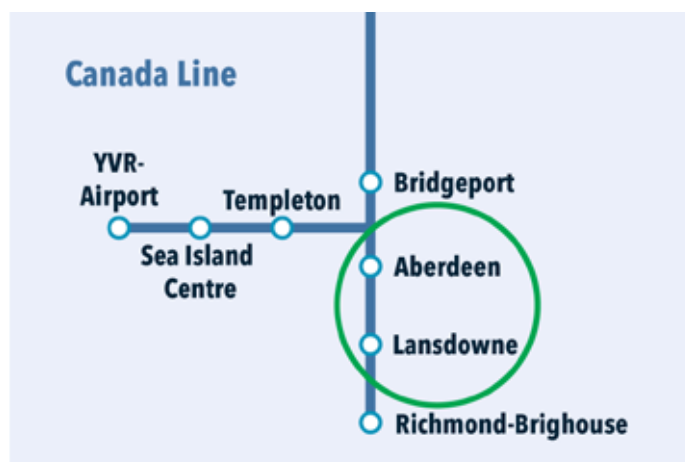 Canada Line
YVR-
Airport
Templeton
Bridgeport
Sea Island
Centre
Aberdeen
Lansdowne
Richmond-Brighouse